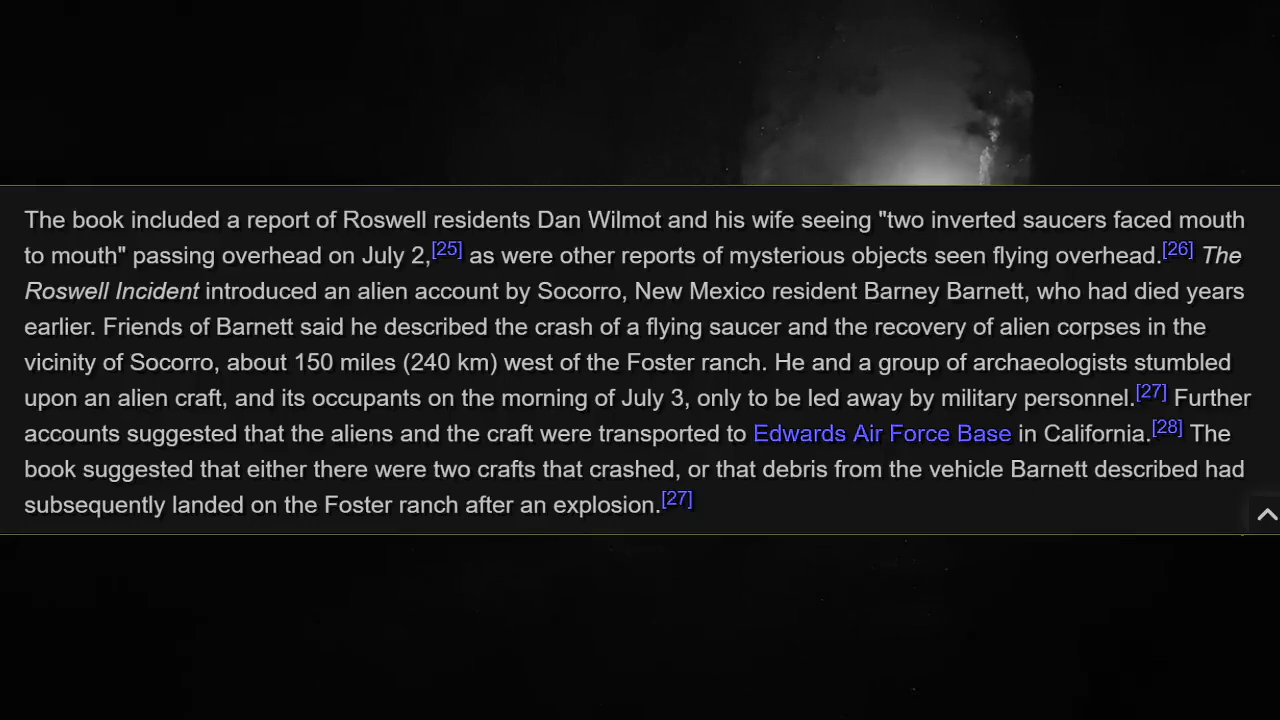 The book included a report of Roswell residents Dan Wilmot and his wife seeing "two inverted saucers faced mouth
to mouth" passing overhead on July 2,[25] as were other reports of mysterious objects seen flying overhead.[26] The
Roswell Incident introduced an alien account by Socorro, New Mexico resident Barney Barnett, who had died years
earlier. Friends of Barnett said he described the crash of a flying saucer and the recovery of alien corpses in the
vicinity of Socorro, about 150 miles (240 km) west of the Foster ranch. He and a group of archaeologists stumbled
upon an alien craft, and its occupants on the morning of July 3, only to be led away by military personnel.[27] Further
accounts suggested that the aliens and the craft were transported to Edwards Air Force Base in California.[28] The
book suggested that either there were two crafts that crashed, or that debris from the vehicle Barnett described had
subsequently landed on the Foster ranch after an explosion.[27]